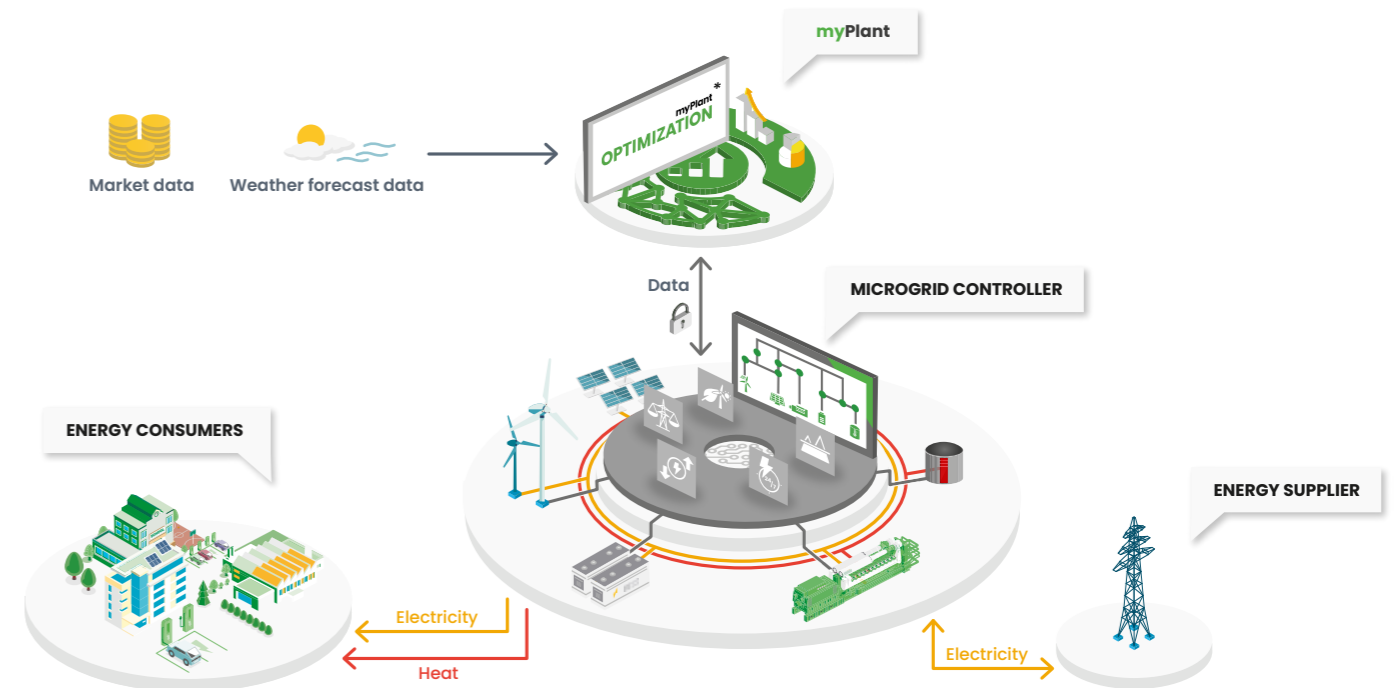 myPlant
myPlant *
OPTIMIZATION
Market data
Weather forecast data
Data
MICROGRID CONTROLLER
ENERGY CONSUMERS
ENERGY SUPPLIER
Electricity
Heat
Electricity